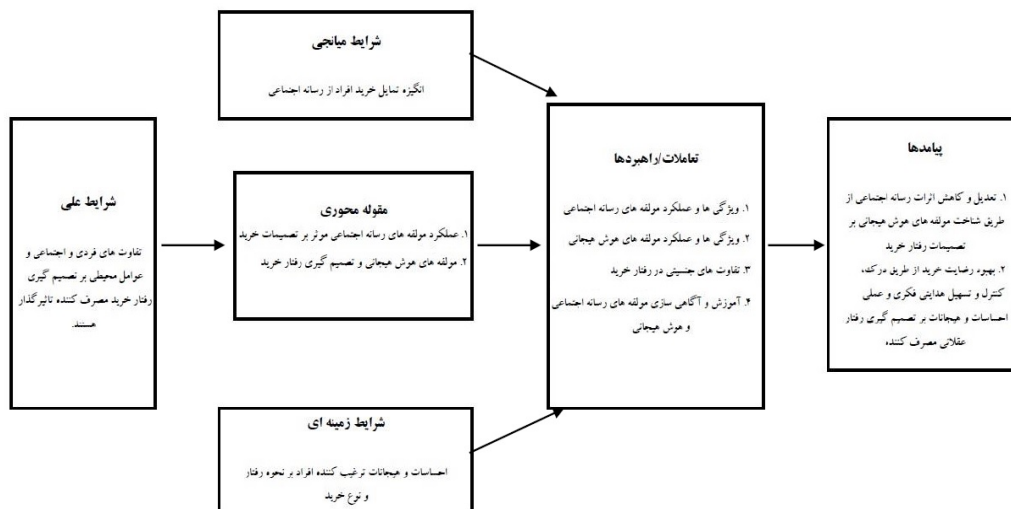 شرایط میانجی
انگیزه تمایل خرید افراد از رسانه اجتماعی
شرایط علی
تفاوت های فردی و اجتماعی و
عوامل محیطی بر تصمیم گیری
رفتار خرید مصرف کننده تاثیرگذار
هستند.
مقوله محوری
۱. عملکرد مولفه های رسانه اجتماعی موثر بر تصمیمات خرید
۲. مولفه های هوش هیجانی و تصمیم گیری رفتار خرید
شرایط زمینه ای
احساسات و هیجانات ترغیب کننده افراد بر نحوه رفتار
و نوع خرید
تعاملات/راهبردها
۱. ویژگی ها و عملکرد مولفه های رسانه اجتماعی
۲. ویژگی ها و عملکرد مولفه های هوش هیجانی
۳. تفاوت های جنسیتی در رفتار خرید
۴. آموزش و آگاهی سازی مولفه های رسانه اجتماعی
و هوش هیجانی
پیامدها
۱. تعدیل و کاهش اثرات رسانه اجتماعی از
طریق شناخت مولفه های هوش هیجانی بر
تصمیمات رفتار خرید
۲. بهبود رضایت خرید از طریق درک،
کنترل و تسهیل هدایتی فکری و عملی
احساسات و هیجانات بر تصمیم گیری رفتار
عقلانی مصرف کننده